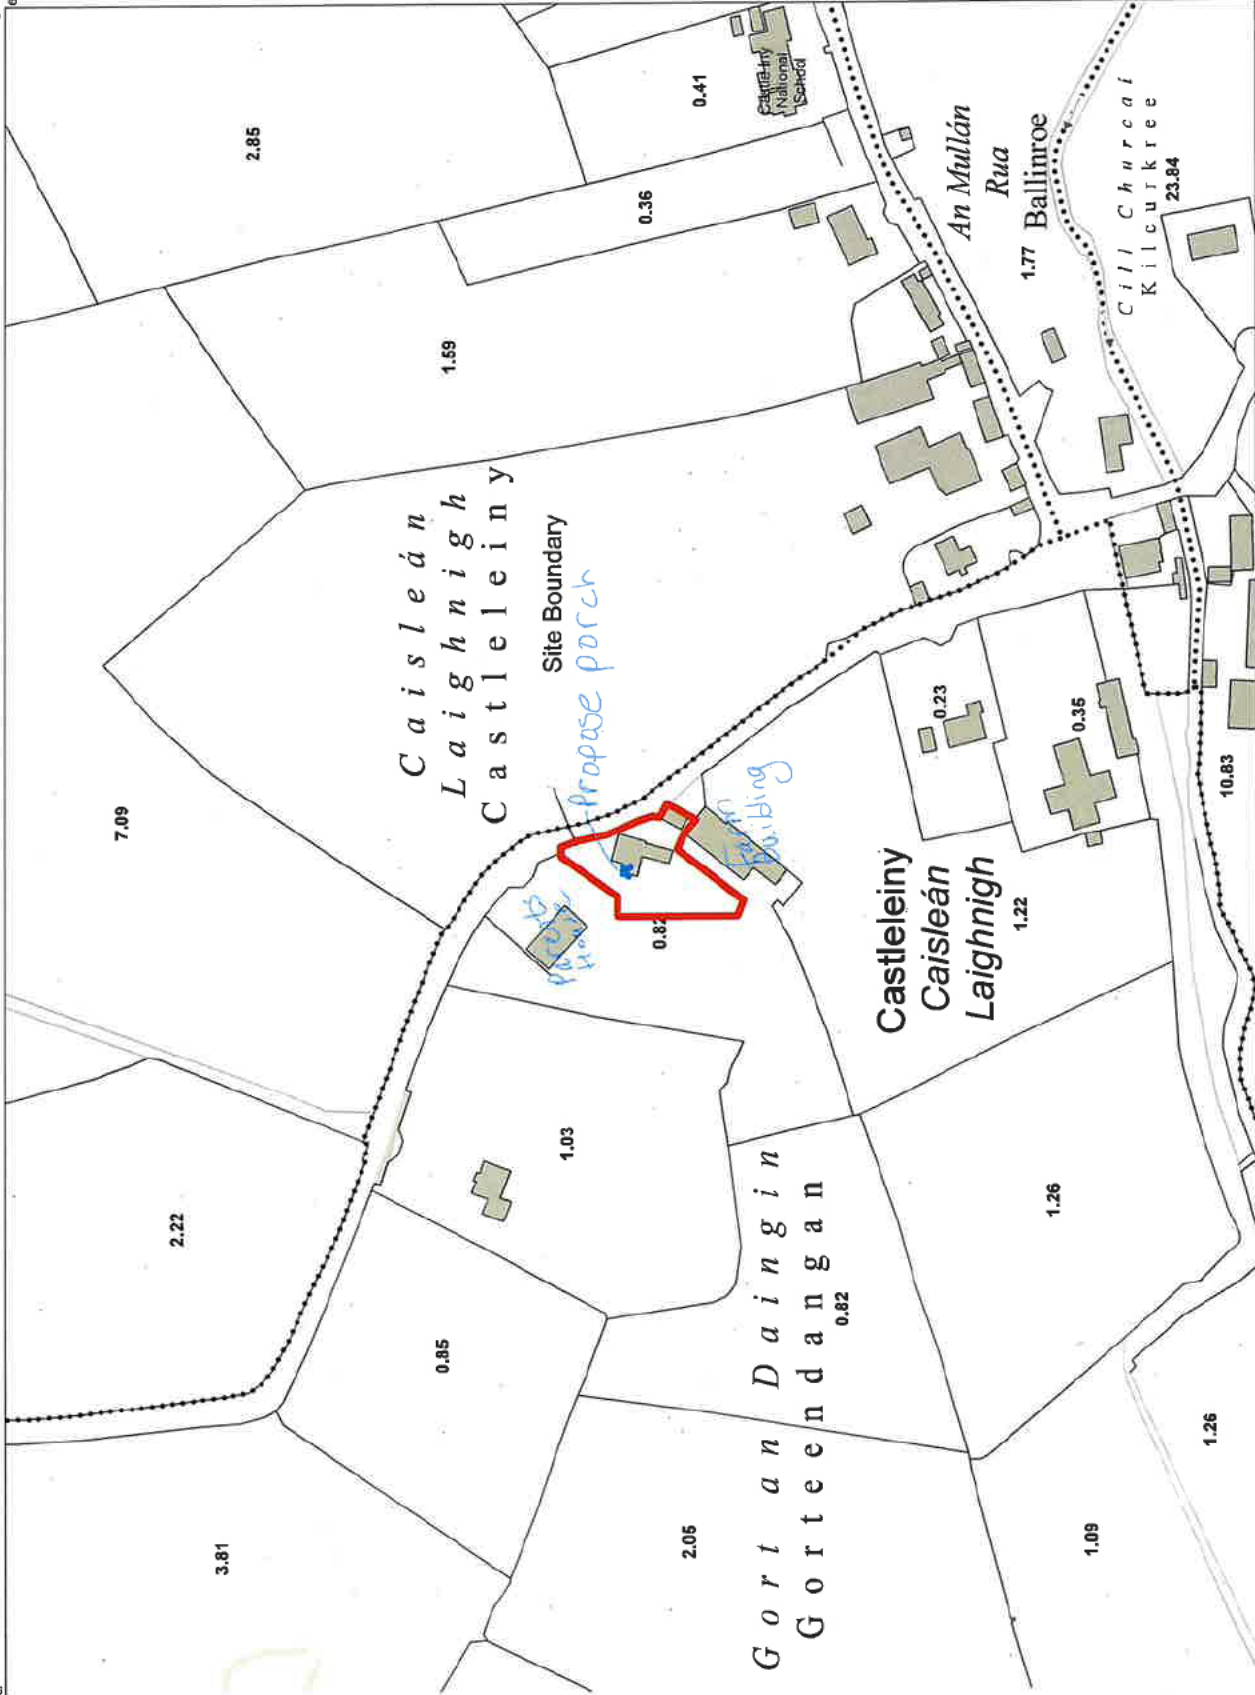 2.85
0.41
Castleiny
National
School
0.36
An Mullán
Rua
1.77 Ballinroe
Cill Churcaí
Kilcurkree
23.84
1.59
Caisleán
Laighnigh
Castleleiny
Site Boundary
Propose porch
7.09
parents
House
Farm
Building
0.82
0.23
0.35
10.83
Castleleiny
Caisleán
Laighnigh
1.22
2.22
1.03
0.85
1.26
Gort an Daingin
Gorteendangan
0.82
3.81
2.05
1.09
1.26